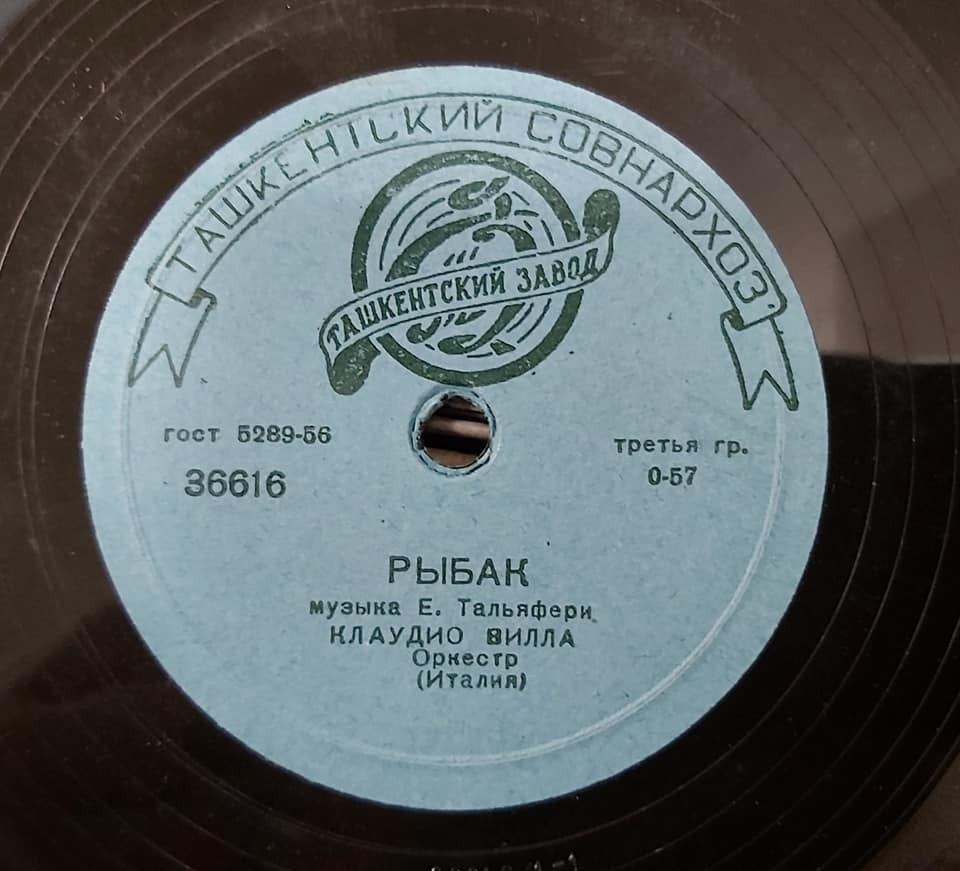 ТАШКЕНТСКИЙ СОВНАРХОЗ
ТАШКЕНТСКИЙ ЗАВОД
гост 5289-56
36616
третья гр.
0-57
РЫБАК
музыка Е. Тальяфери
КЛАУДИО ВИЛЛА
Оркестр
(Италия)